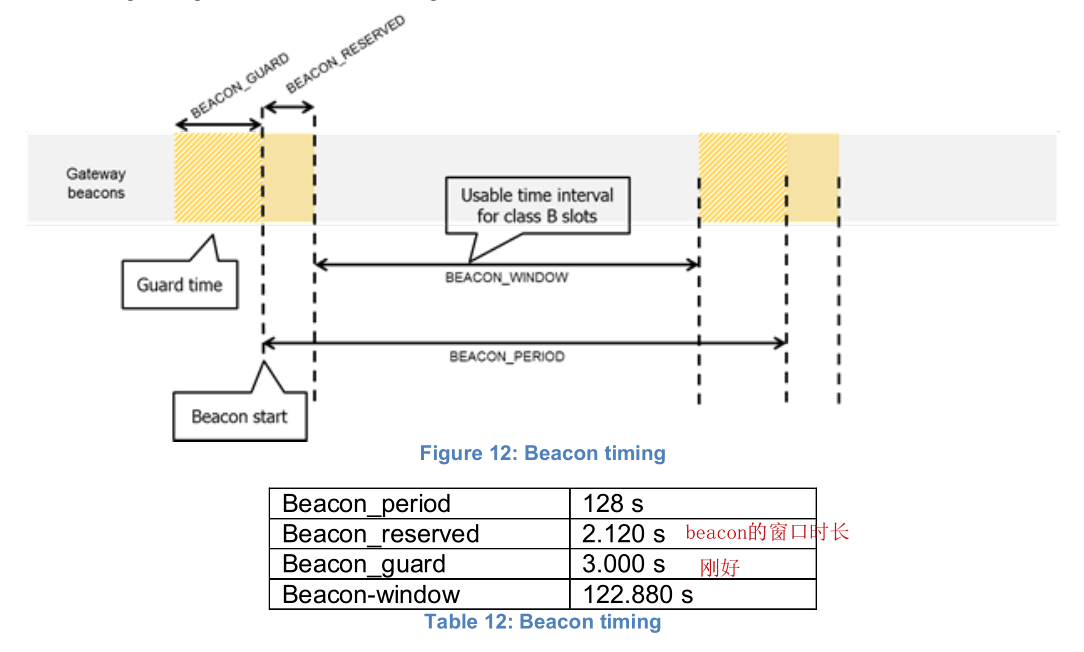 BEACON_RESERVED
BEACON_GUARD
Gateway
beacons
Usable time interval
for class B slots
BEACON_WINDOW
Guard time
BEACON_PERIOD
Beacon start
Figure 12: Beacon timing
Beacon_period 128 s
Beacon_reserved 2.120 s beacon的窗口时长
Beacon_guard 3.000 s 刚好
Beacon-window 122.880 s
Table 12: Beacon timing